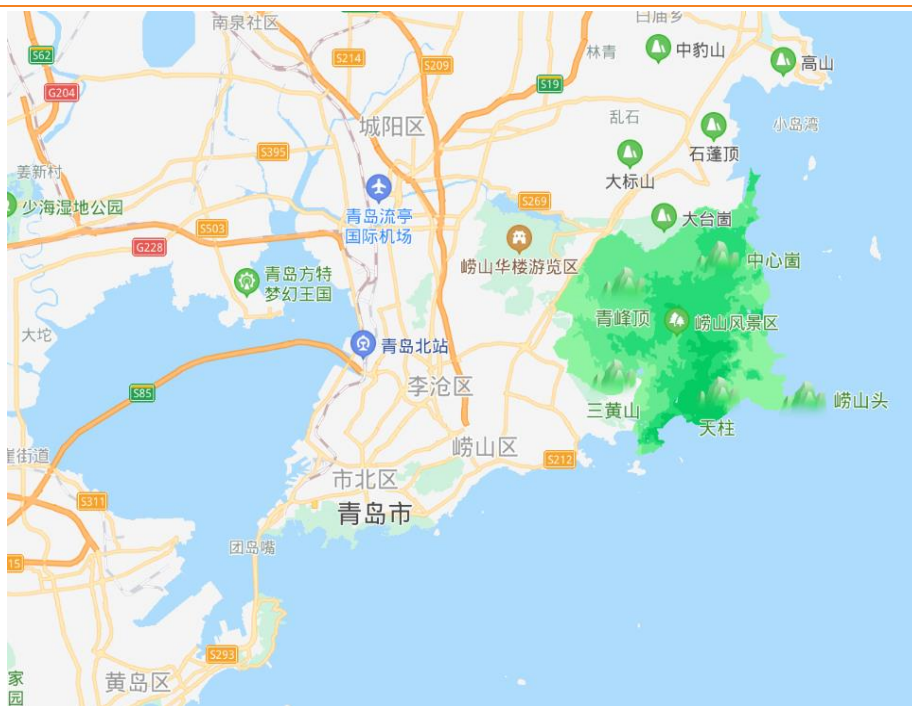 南泉社区
白庙乡
S62
S214
S209
林青
中豹山
高山
G204
S19
城阳区
乱石
小岛湾
S395
石蓬顶
姜新村
大标山
少海湿地公园
青岛流亭
国际机场
S269
S503
大台崮
G228
崂山华楼游览区
中心崮
青岛方特
梦幻王国
青峰顶
崂山风景区
大坨
青岛北站
S85
李沧区
三黄山
崂山头
天柱
崂山区
崖街道
S212
市北区
S311
青岛市
团岛嘴
15
S293
家
园
黄岛区